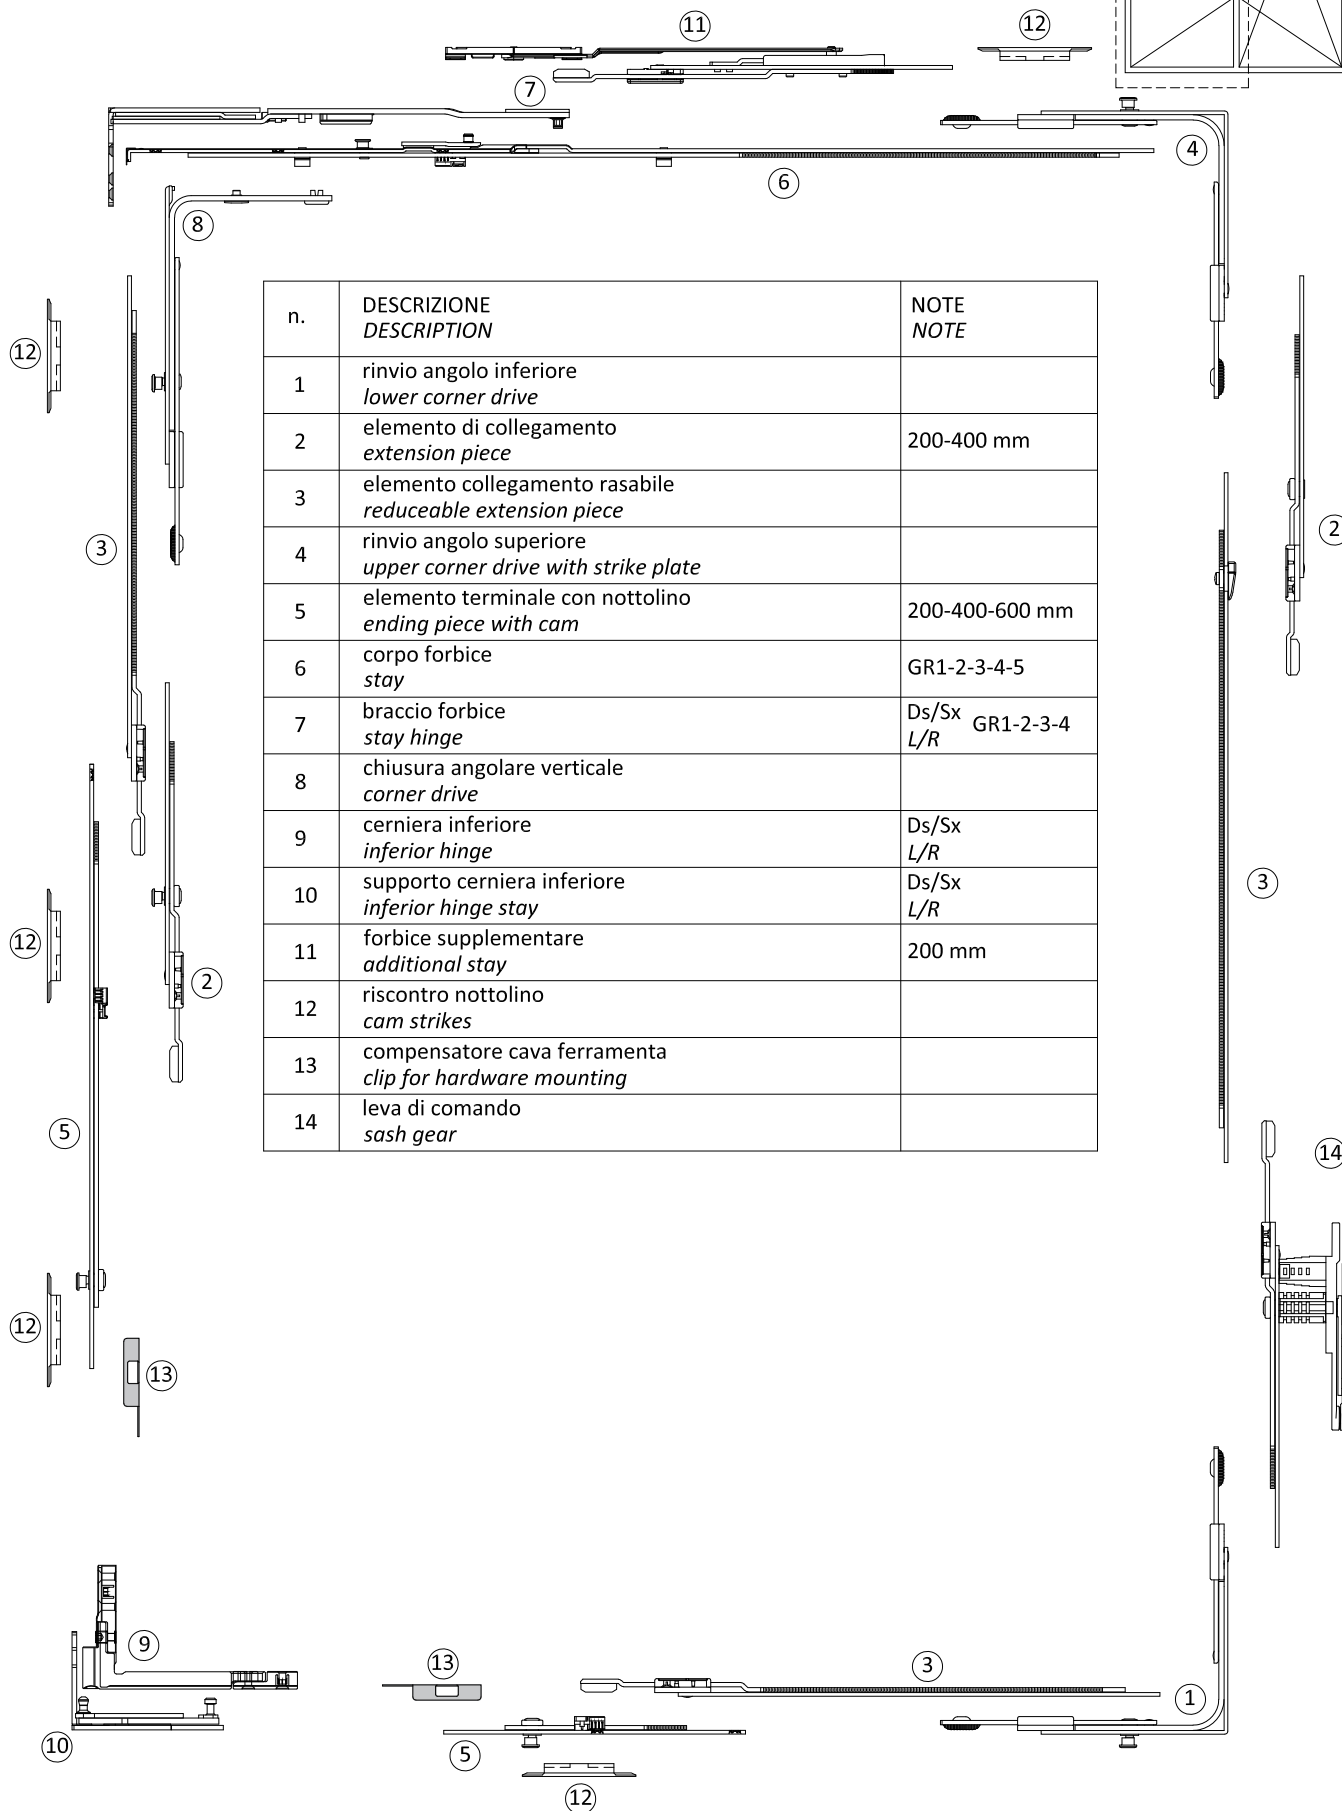 11
12
7
4
6
8
n.
DESCRIZIONE
DESCRIPTION
NOTE
NOTE
1
rinvio angolo inferiore
lower corner drive
2
elemento di collegamento
extension piece
200-400 mm
3
elemento collegamento rasabile
reduceable extension piece
4
rinvio angolo superiore
upper corner drive with strike plate
5
elemento terminale con nottolino
ending piece with cam
200-400-600 mm
6
corpo forbice
stay
GR1-2-3-4-5
7
braccio forbice
stay hinge
Ds/Sx GR1-2-3-4
L/R
8
chiusura angolare verticale
corner drive
9
cerniera inferiore
inferior hinge
Ds/Sx
L/R
10
supporto cerniera inferiore
inferior hinge stay
Ds/Sx
L/R
11
forbice supplementare
additional stay
200 mm
12
riscontro nottolino
cam strikes
13
compensatore cava ferramenta
clip for hardware mounting
14
leva di comando
sash gear
12
2
3
3
12
2
5
14
12
13
9
13
3
1
10
5
12